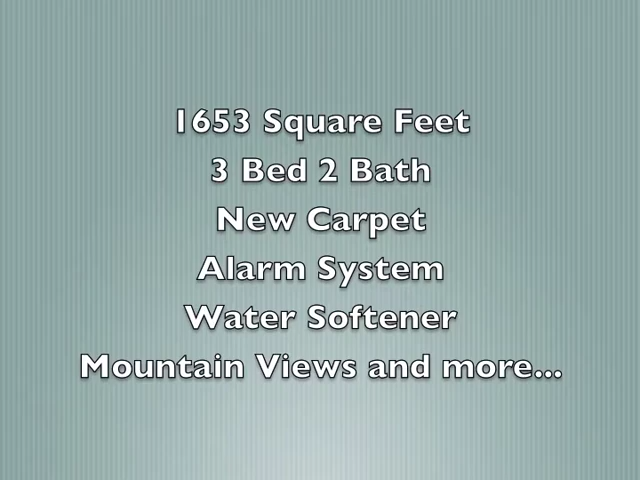 1653 Square Feet
3 Bed 2 Bath
New Carpet
Alarm System
Water Softener
Mountain Views and more...